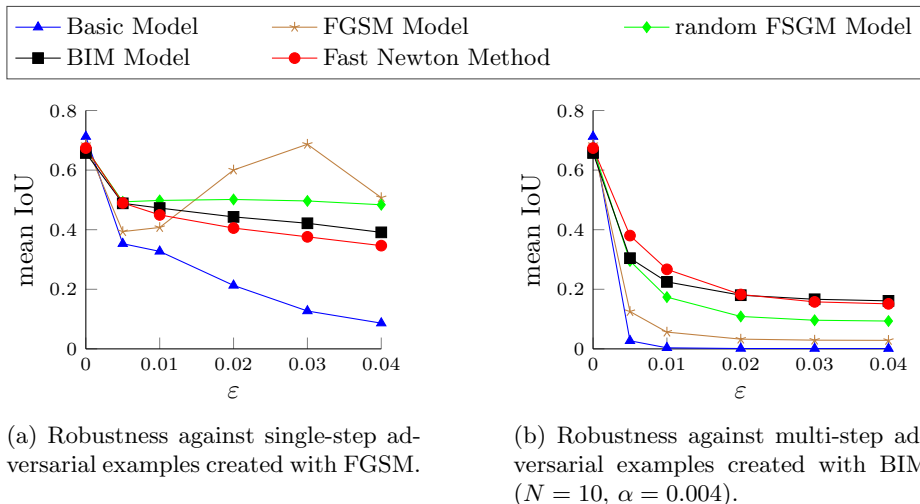 Basic Model
FGSM Model
random FSGM Model
BIM Model
Fast Newton Method
0.8
0.6
0.4
0.2
0
mean IoU
0
0.01
0.02
0.03
0.04
ε
(a) Robustness against single-step ad-
versarial examples created with FGSM.
0.8
0.6
0.4
0.2
0
mean IoU
0
0.01
0.02
0.03
0.04
ε
(b) Robustness against multi-step ad-
versarial examples created with BIM
(N = 10, α = 0.004).